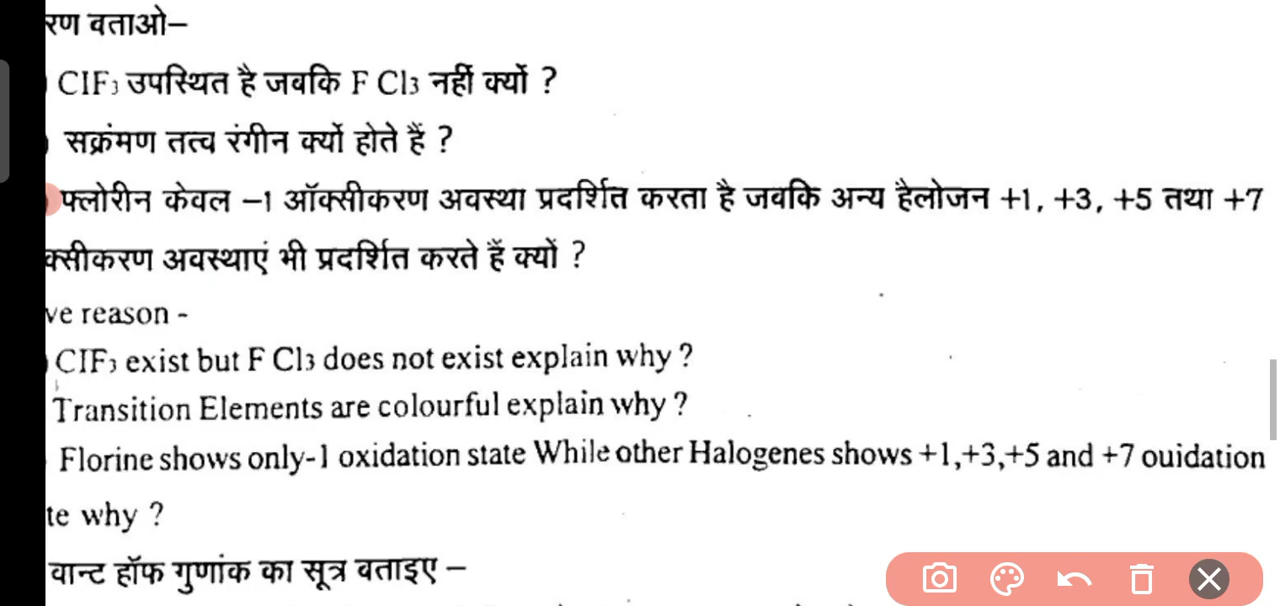 रण बताओ–
CIF3 उपस्थित है जबकि F Cl3 नहीं क्यों ?
सक्रंमण तत्व रंगीन क्यों होते हैं ?
फ्लोरीन केवल –1 ऑक्सीकरण अवस्था प्रदर्शित करता है जबकि अन्य हैलोजन +1, +3, +5 तथा +7
क्सीकरण अवस्थाएं भी प्रदर्शित करते हैं क्यों ?
ve reason -
CIF3 exist but F Cl3 does not exist explain why ?
Transition Elements are colourful explain why ?
Florine shows only-1 oxidation state While other Halogenes shows +1,+3,+5 and +7 ouidation
te why ?
वान्ट हॉफ गुणांक का सूत्र बताइए –